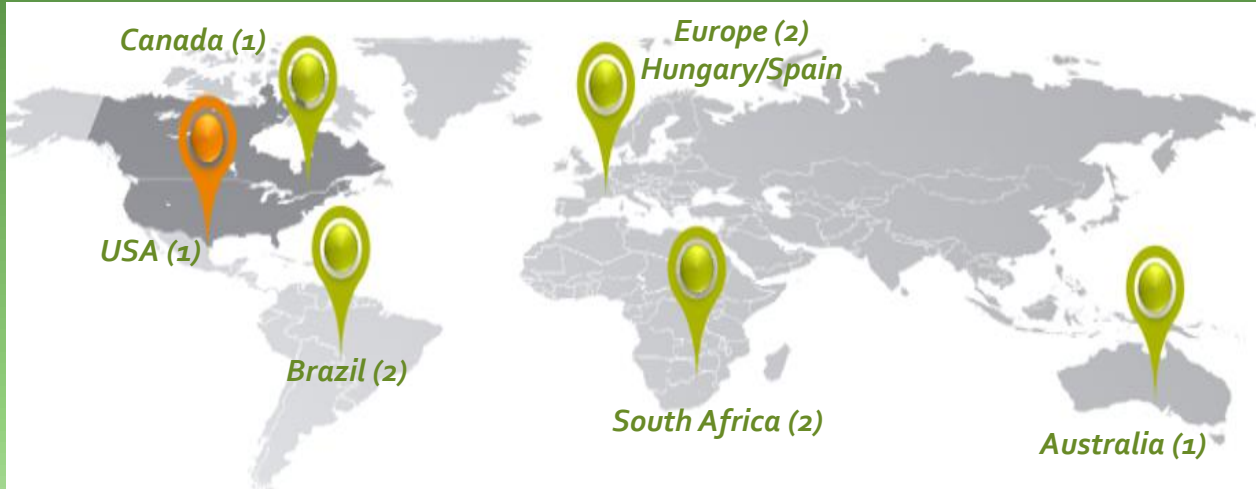 Canada (1)
Europe (2)
Hungary/Spain
USA (1)
Brazil (2)
South Africa (2)
Australia (1)